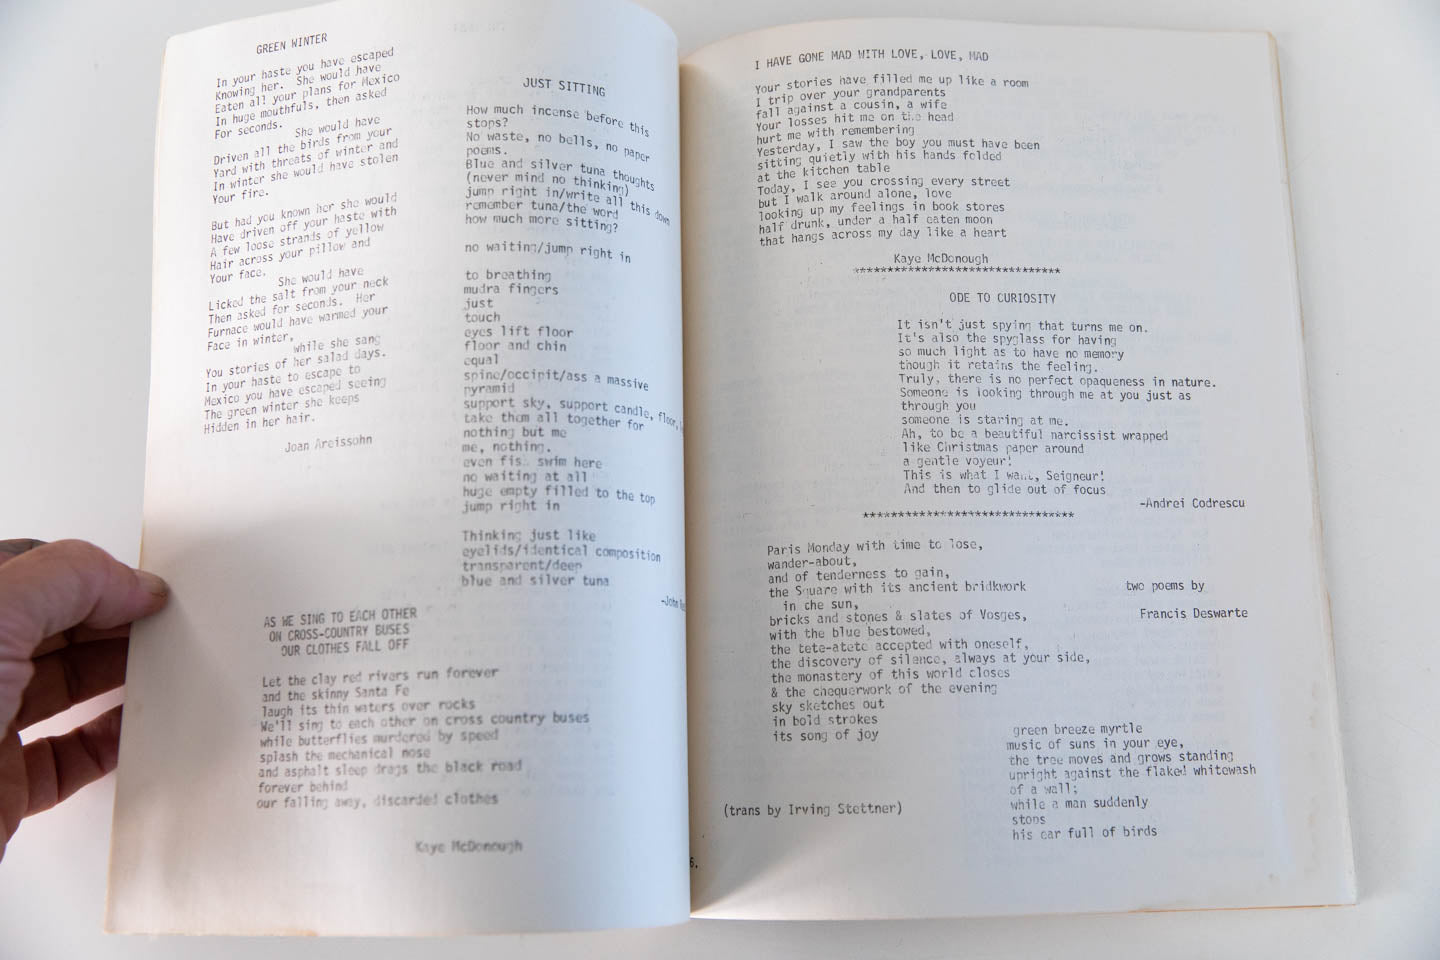 GREEN WINTER
In your haste you have escaped
Knowing her. She would have
Eaten all your plans for Mexico
In huge mouthfuls, then asked
For seconds.
She would have
Driven all the birds from your
Yard with threats of winter and
In winter she would have stolen
Your fire.
But had you known her she would
Have driven off your haste with
A few loose strands of yellow
Hair across your pillow and
Your face.
She would have
Licked the salt from your neck
Then asked for seconds. Her
Furnace would have warmed your
Face in winter,
while she sang
You stories of her salad days.
In your haste to escape to
Mexico you have escaped seeing
The green winter she keeps
Hidden in her hair.
Joan Areissohn
JUST SITTING
How much incense before this
stops?
No waste, no bells, no paper
poems.
Blue and silver tuna thoughts
(never mind no thinking)
jump right in/write all this down
remember tuna/the word
how much more sitting?
no waiting/jump right in
to breathing
mudra fingers
just
touch
eyes lift floor
floor and chin
equal
spine/occipit/ass a massive
pyramid
support sky, support candle, floor,
take them all together for
nothing but me
me, nothing.
even fis swim here
no waiting at all
huge empty filled to the top
jump right in
Thinking just like
eyelids/identical composition
transparent/deep
blue and silver tuna
-John
AS WE SING TO EACH OTHER
ON CROSS-COUNTRY BUSES
OUR CLOTHES FALL OFF
Let the clay red rivers run forever
and the skinny Santa Fe
laugh its thin waters over rocks
We'll sing to each other on cross country buses
while butterflies murdered by speed
splash the mechanical nose
and asphalt sleep drags the black road
forever behind
our falling away, discarded clothes
Kaye McDonough
I HAVE GONE MAD WITH LOVE, LOVE, MAD
Your stories have filled me up like a room
I trip over your grandparents
fall against a cousin, a wife
Your losses hit me on the head
hurt me with remembering
Yesterday, I saw the boy you must have been
sitting quietly with his hands folded
at the kitchen table
Today, I see you crossing every street
but I walk around alone, love
looking up my feelings in book stores
half drunk, under a half eaten moon
that hangs across my day like a heart
Kaye McDonough
******************************
ODE TO CURIOSITY
It isn't just spying that turns me on.
It's also the spyglass for having
so much light as to have no memory
though it retains the feeling.
Truly, there is no perfect opaqueness in nature.
Someone is looking through me at you just as
through you
someone is staring at me.
Ah, to be a beautiful narcissist wrapped
like Christmas paper around
a gentle voyeur!
This is what I want, Seigneur!
And then to glide out of focus
-Andrei Codrescu
******************************
Paris Monday with time to lose,
wander-about,
and of tenderness to gain,
the Square with its ancient bridkwork
in che sun,
bricks and stones & slates of Vosges,
with the blue bestowed,
the tete-atete accepted with oneself,
the discovery of silence, always at your side,
the monastery of this world closes
& the chequerwork of the evening
sky sketches out
in bold strokes
its song of joy
two poems by
Francis Deswarte
green breeze myrtle
music of suns in your eye,
the tree moves and grows standing
upright against the flaked whitewash
of a wall;
while a man suddenly
stops
his ear full of birds
(trans by Irving Stettner)
6.